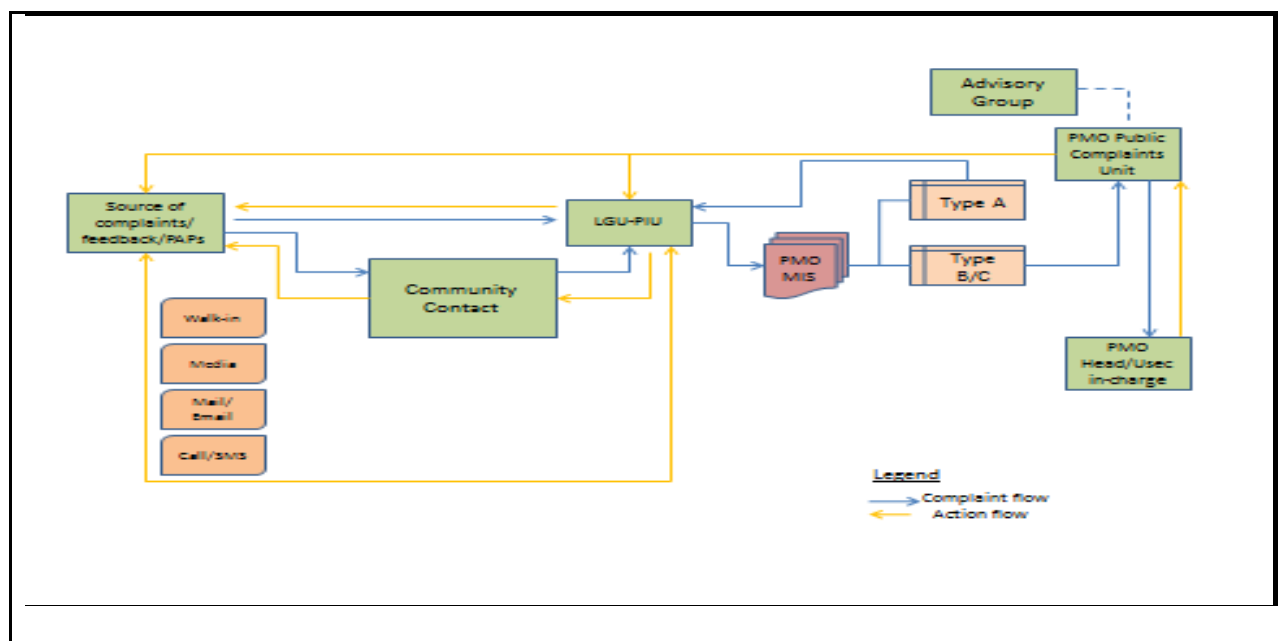 Advisory
Group
PMO Public
Complaints
Unit
Source of
complaints/
feedback/PAPs
LGU-PIU
Type A
PMO
MIS
Type
B/C
Community
Contact
Walk-in
Media
Mail/
Email
Call/SMS
PMO
Head/Usec
in-charge
Legend
Complaint flow
Action flow